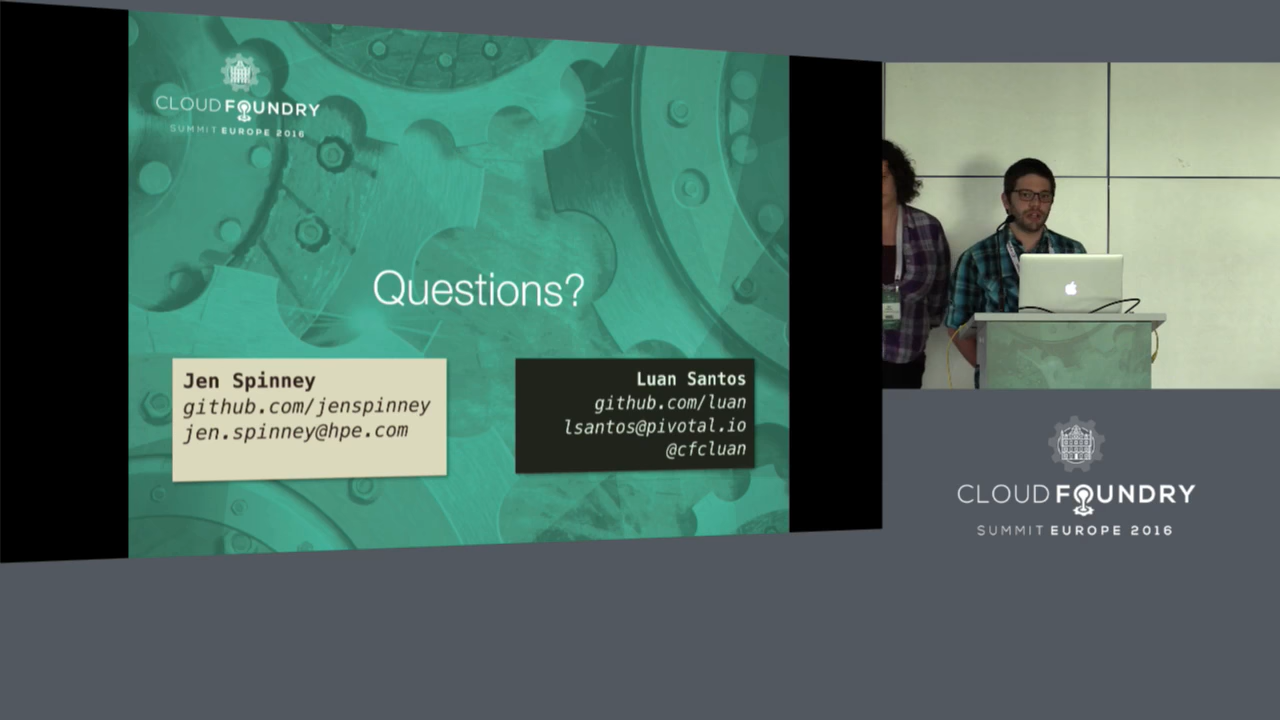 CLOUD FOUNDRY
SUMMIT EUROPE 2016
Questions?
Jen Spinney
github.com/jenspinney
jen.spinney@hpe.com
Luan Santos
github.com/luan
lsantos@pivotal.io
@cfcluan
CLOUD FOUNDRY
SUMMIT EUROPE 2016